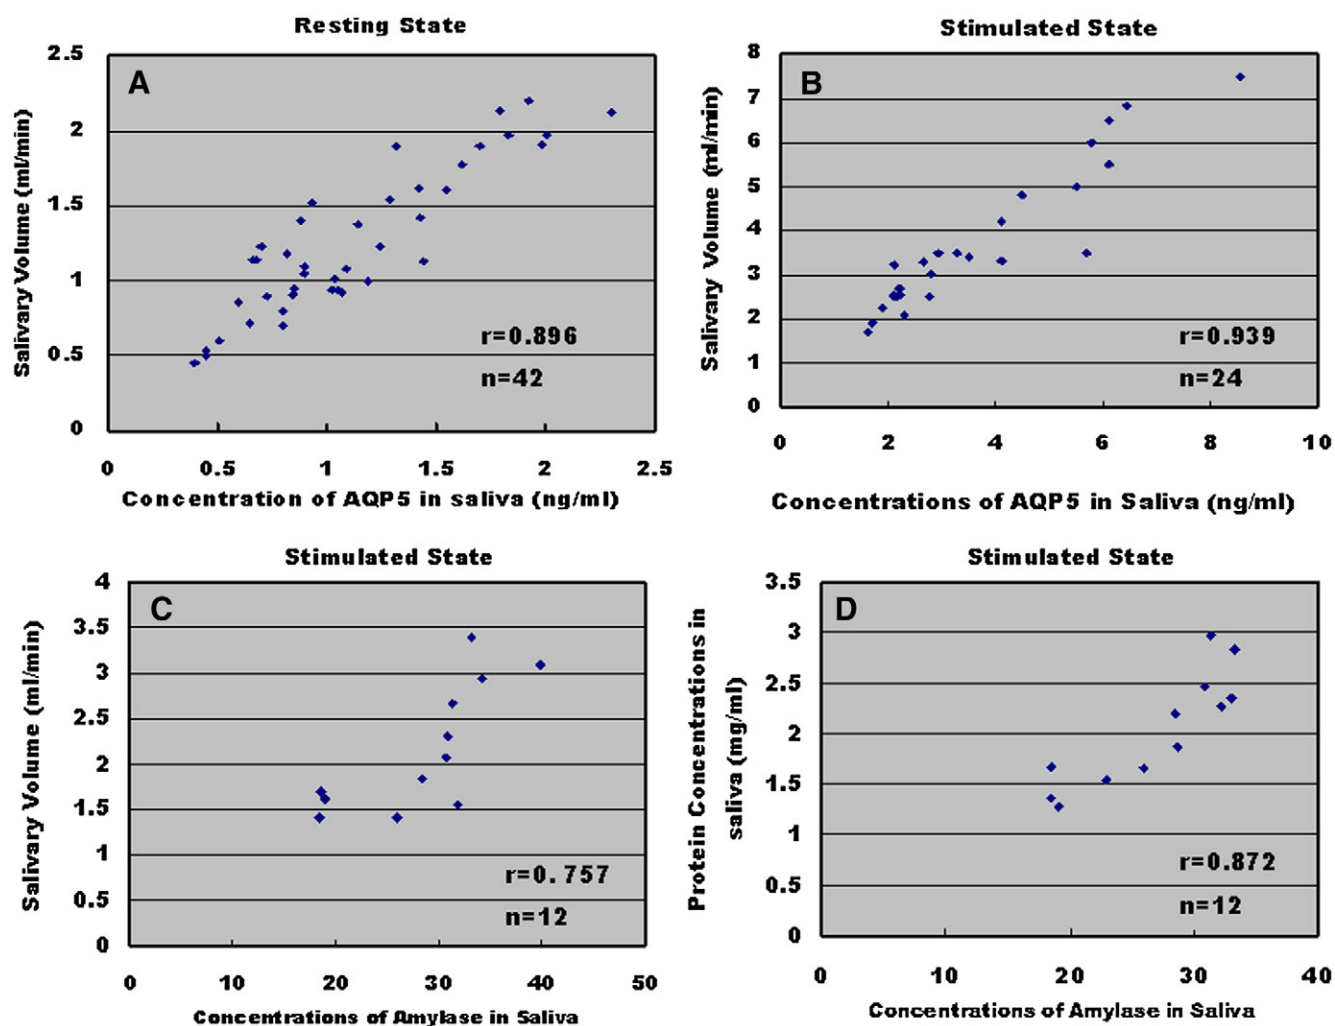 Resting State
A
2.5
2
1.5
1
0.5
0
Salivary Volume (ml/min)
r=0.896
n=42
0 0.5 1 1.5 2 2.5
Concentration of AQP5 in saliva (ng/ml)
Stimulated State
B
8
7
6
5
4
3
2
1
0
Salivary Volume (ml/min)
r=0.939
n=24
0 2 4 6 8 10
Concentrations of AQP5 in Saliva (ng/ml)
Stimulated State
C
4
3.5
3
2.5
2
1.5
1
0.5
0
Salivary Volume (ml/min)
r=0.757
n=12
0 10 20 30 40 50
Concentrations of Amylase in Saliva
Stimulated State
D
3.5
3
2.5
2
1.5
1
0.5
0
Protein Concentrations in
saliva (mg/ml)
r=0.872
n=12
0 10 20 30 40
Concentrations of Amylase in Saliva